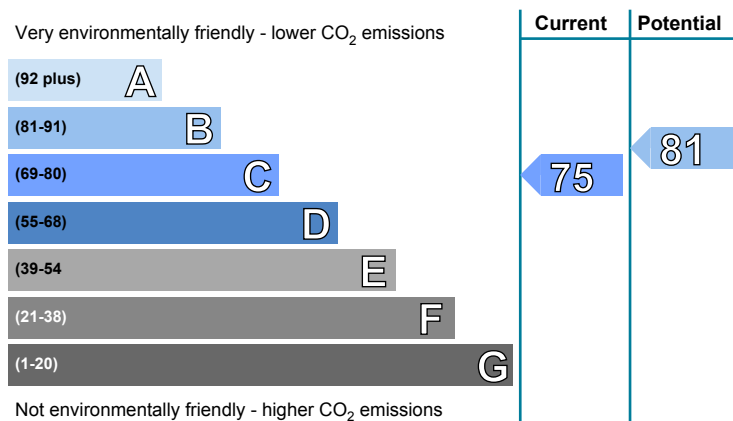 Very environmentally friendly - lower CO2 emissions
Current
Potential
(92 plus) A
(81-91) B
(69-80) C
(55-68) D
(39-54 E
(21-38) F
(1-20) G
75
81
Not environmentally friendly - higher CO2 emissions